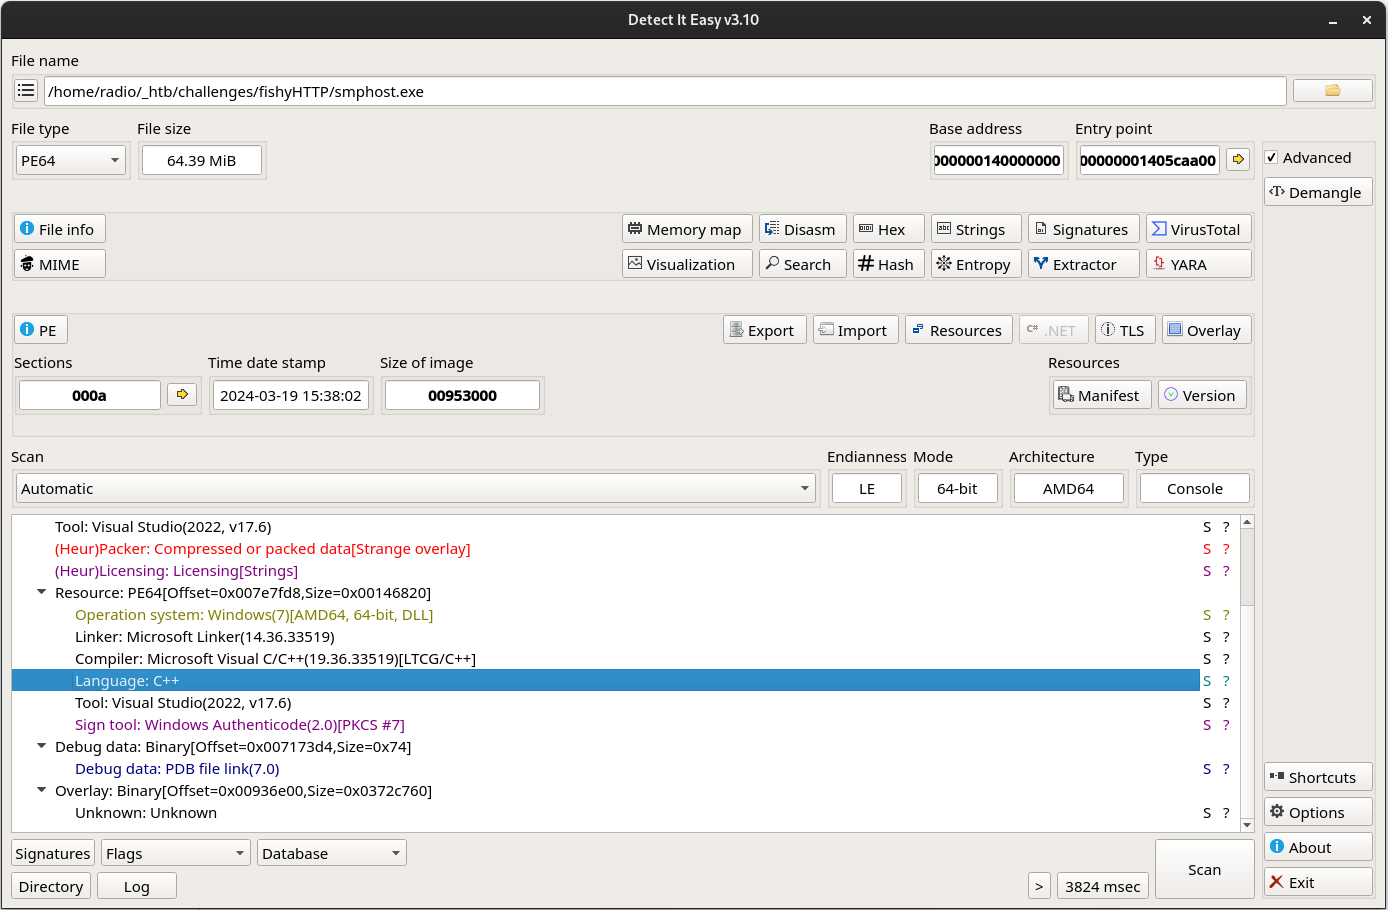 Detect It Easy v3.10
File name
/home/radio/_htb/challenges/fishyHTTP/smphost.exe
File type File size Base address Entry point
PE64 64.39 MiB 000000140000000 00000001405caa00 Advanced
Demangle
File info Memory map Disasm Hex Strings Signatures VirusTotal
MIME Visualization Search Hash Entropy Extractor YARA
PE Export Import Resources .NET TLS Overlay
Sections Time date stamp Size of image Resources
000a 2024-03-19 15:38:02 00953000 Manifest Version
Scan Endianness Mode Architecture Type
Automatic LE 64-bit AMD64 Console
Tool: Visual Studio(2022, v17.6) S ?
(Heur)Packer: Compressed or packed data[Strange overlay] S ?
(Heur)Licensing: Licensing[Strings] S ?
Resource: PE64[Offset=0x007e7fd8,Size=0x00146820]
Operation system: Windows(7)[AMD64, 64-bit, DLL] S ?
Linker: Microsoft Linker(14.36.33519) S ?
Compiler: Microsoft Visual C/C++(19.36.33519)[LTCG/C++] S ?
Language: C++ S ?
Tool: Visual Studio(2022, v17.6) S ?
Sign tool: Windows Authenticode(2.0)[PKCS #7] S ?
Debug data: Binary[Offset=0x007173d4,Size=0x74]
Debug data: PDB file link(7.0) S ?
Overlay: Binary[Offset=0x00936e00,Size=0x0372c760]
Unknown: Unknown S ?
Shortcuts
Options
About
Exit
Signatures Flags Database
Directory Log > 3824 msec Scan